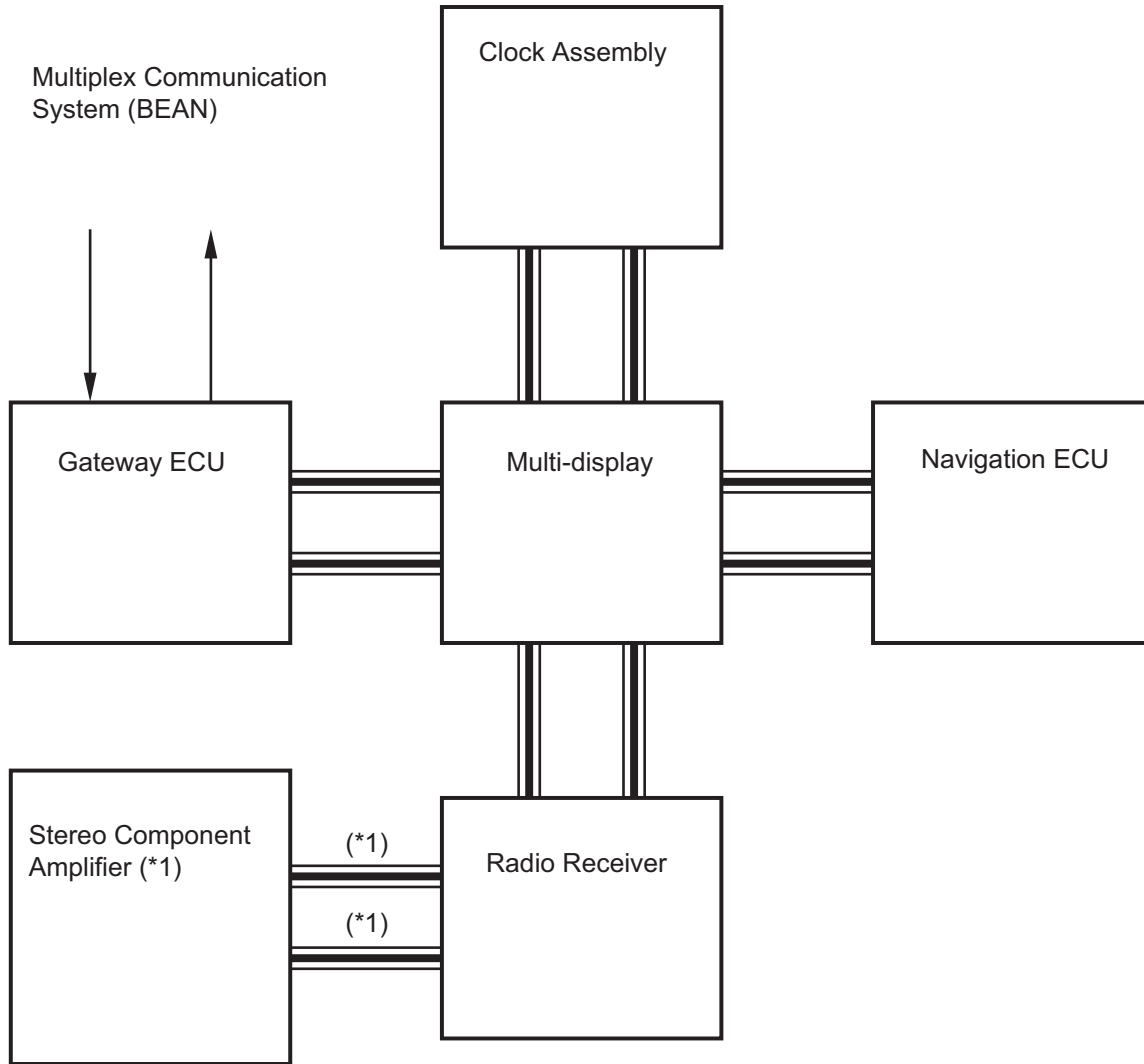 Multiplex Communication
System (BEAN)
Clock Assembly
Gateway ECU
Multi-display
Navigation ECU
Stereo Component
Amplifier (*1)
(*1)
(*1)
Radio Receiver